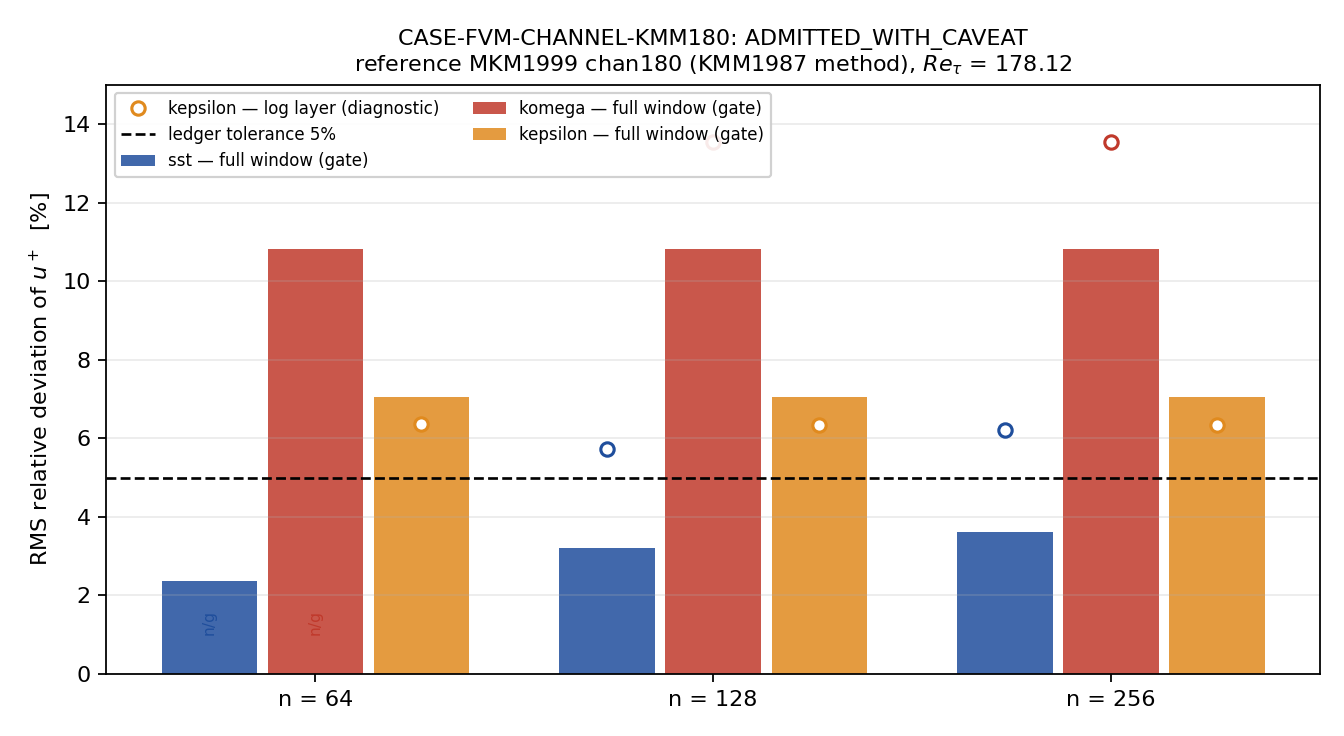 CASE-FVM-CHANNEL-KMM180: ADMITTED_WITH_CAVEAT
reference MKM1999 chan180 (KMM1987 method), Reτ = 178.12
kepsilon — log layer (diagnostic)
ledger tolerance 5%
sst — full window (gate)
komega — full window (gate)
kepsilon — full window (gate)
RMS relative deviation of u⁺ [%]
14
12
10
8
6
4
2
0
n/g
n/g
n = 64
n = 128
n = 256